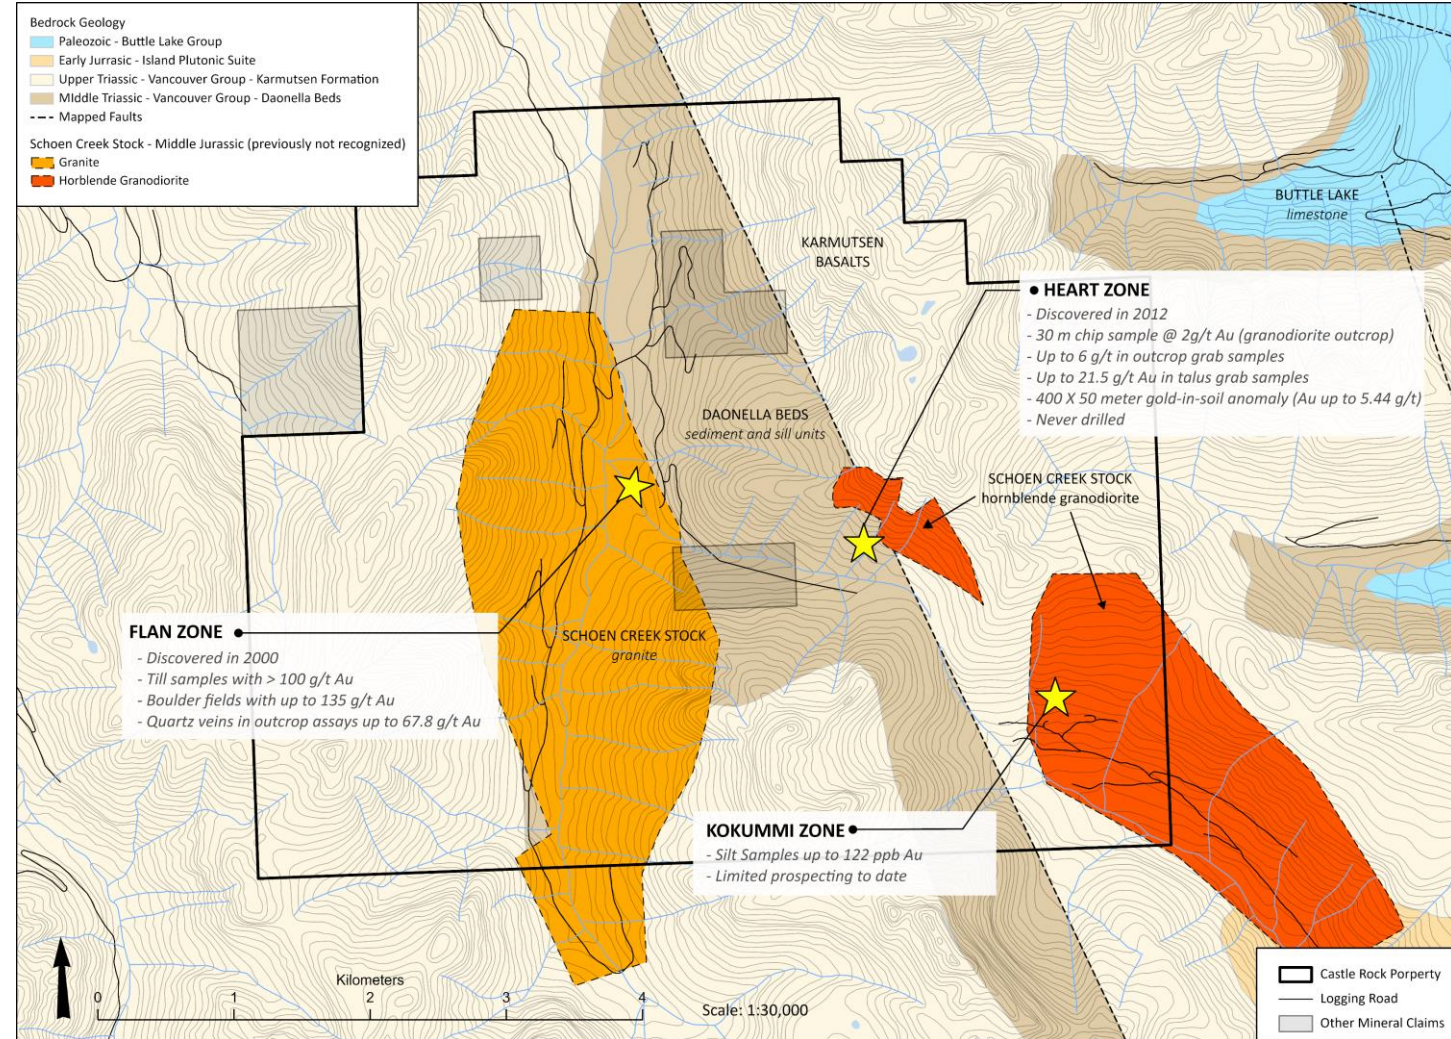 Bedrock Geology
Paleozoic - Buttle Lake Group
Early Jurrasic - Island Plutonic Suite
Upper Triassic - Vancouver Group - Karmutsen Formation
MIddle Triassic - Vancouver Group - Daonella Beds
Mapped Faults
Schoen Creek Stock - Middle Jurassic (previously not recognized)
Granite
Horblende Granodiorite
BUTTLE LAKE
limestone
KARMUTSEN
BASALTS
HEART ZONE
- Discovered in 2012
- 30 m chip sample @ 2g/t Au (granodiorite outcrop)
- Up to 6 g/t in outcrop grab samples
- Up to 21.5 g/t Au in talus grab samples
- 400 X 50 meter gold-in-soil anomaly (Au up to 5.44 g/t)
- Never drilled
DAONELLA BEDS
sediment and sill units
SCHOEN CREEK STOCK
hornblende granodiorite
FLAN ZONE
- Discovered in 2000
- Till samples with > 100 g/t Au
- Boulder fields with up to 135 g/t Au
- Quartz veins in outcrop assays up to 67.8 g/t Au
SCHOEN CREEK STOCK
granite
KOKUMMI ZONE
- Silt Samples up to 122 ppb Au
- Limited prospecting to date
Kilometers
0 1 2 3 4
Scale: 1:30,000
Castle Rock Porperty
Logging Road
Other Mineral Claims